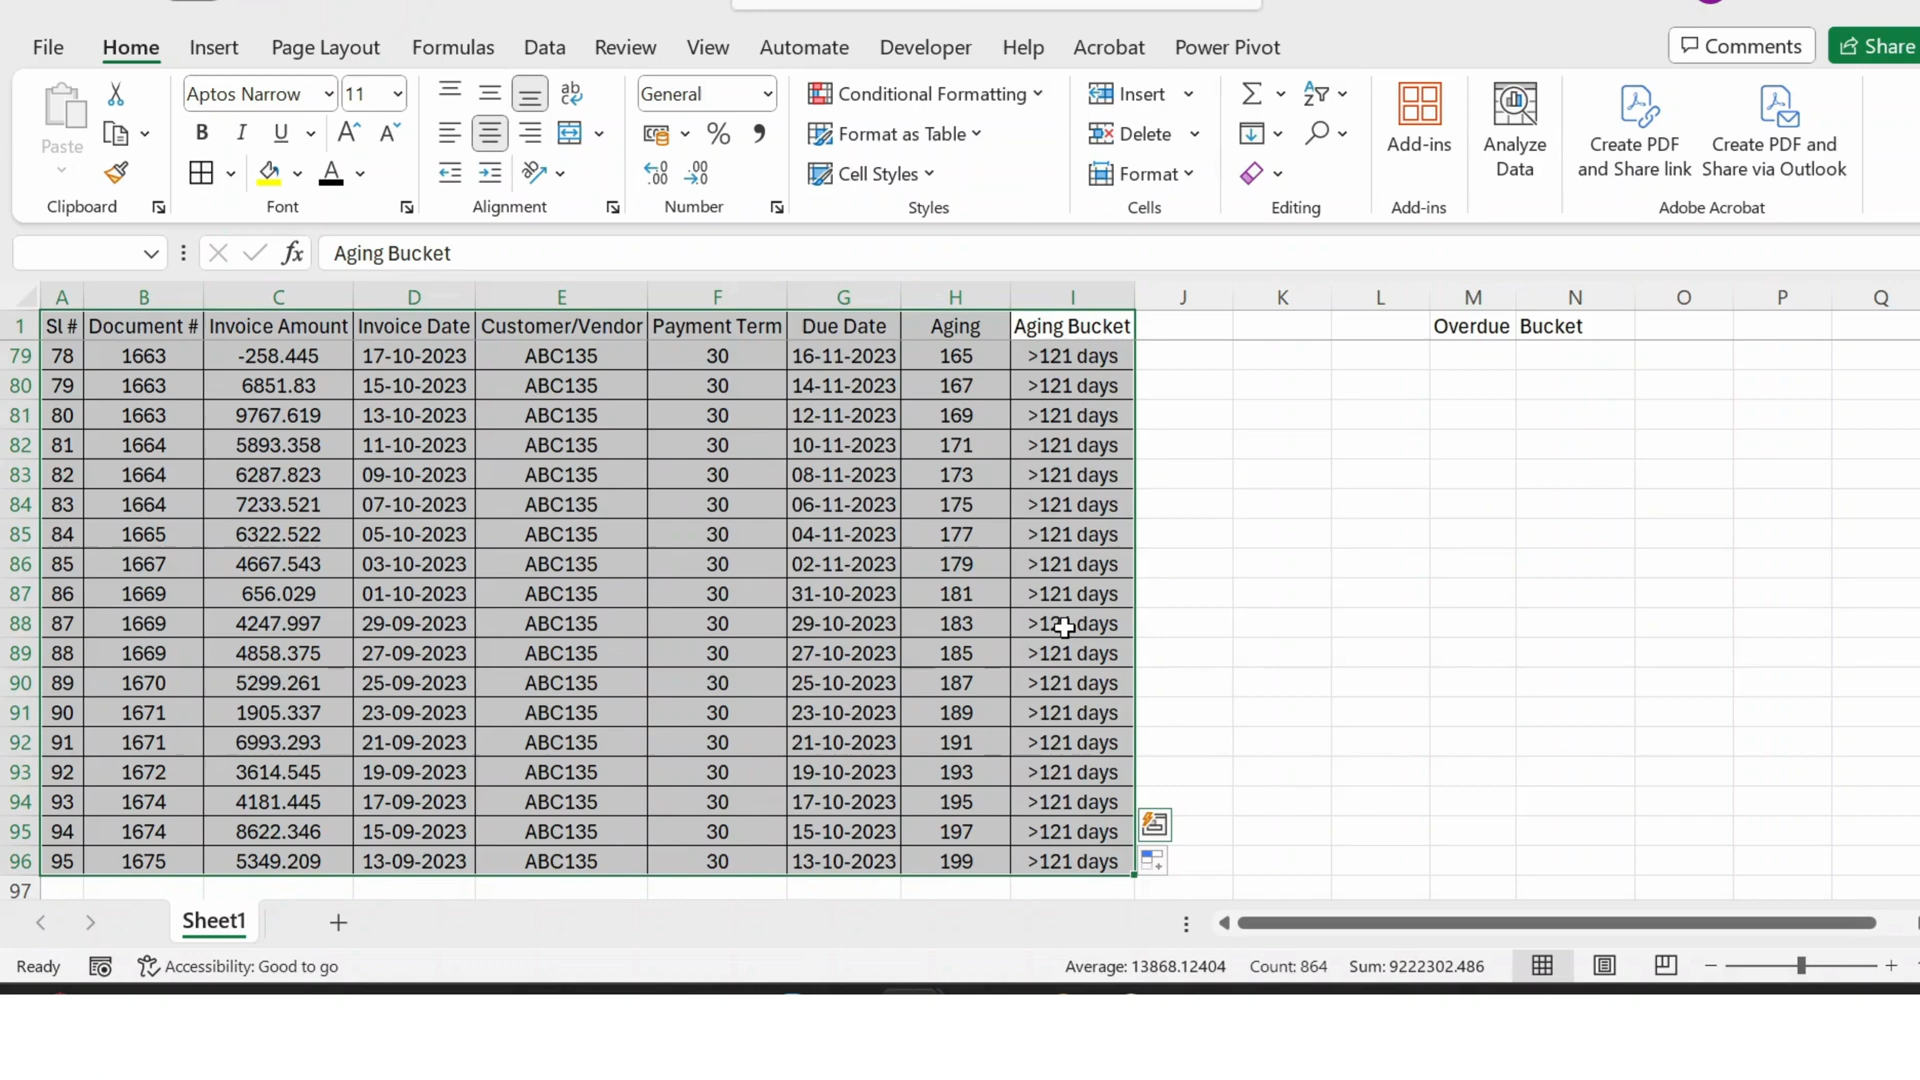 File Home Insert Page Layout Formulas Data Review View Automate Developer Help Acrobat Power Pivot Comments Share
Paste
Clipboard
Aptos Narrow 11
B I U A A
A
Font
ab
c
Alignment
General
% 9
←0 .00 .00 →0
Number
Conditional Formatting
Format as Table
Cell Styles
Styles
Insert
Delete
Format
Cells
Σ AZ
Editing
Add-ins
Add-ins
Analyze
Data
Create PDF
and Share link
Create PDF and
Share via Outlook
Adobe Acrobat
fx Aging Bucket
A B C D E F G H I J K L M N O P Q
1 Sl # Document # Invoice Amount Invoice Date Customer/Vendor Payment Term Due Date Aging Aging Bucket Overdue Bucket
79 78 1663 -258.445 17-10-2023 ABC135 30 16-11-2023 165 >121 days
80 79 1663 6851.83 15-10-2023 ABC135 30 14-11-2023 167 >121 days
81 80 1663 9767.619 13-10-2023 ABC135 30 12-11-2023 169 >121 days
82 81 1664 5893.358 11-10-2023 ABC135 30 10-11-2023 171 >121 days
83 82 1664 6287.823 09-10-2023 ABC135 30 08-11-2023 173 >121 days
84 83 1664 7233.521 07-10-2023 ABC135 30 06-11-2023 175 >121 days
85 84 1665 6322.522 05-10-2023 ABC135 30 04-11-2023 177 >121 days
86 85 1667 4667.543 03-10-2023 ABC135 30 02-11-2023 179 >121 days
87 86 1669 656.029 01-10-2023 ABC135 30 31-10-2023 181 >121 days
88 87 1669 4247.997 29-09-2023 ABC135 30 29-10-2023 183 >121 days
89 88 1669 4858.375 27-09-2023 ABC135 30 27-10-2023 185 >121 days
90 89 1670 5299.261 25-09-2023 ABC135 30 25-10-2023 187 >121 days
91 90 1671 1905.337 23-09-2023 ABC135 30 23-10-2023 189 >121 days
92 91 1671 6993.293 21-09-2023 ABC135 30 21-10-2023 191 >121 days
93 92 1672 3614.545 19-09-2023 ABC135 30 19-10-2023 193 >121 days
94 93 1674 4181.445 17-09-2023 ABC135 30 17-10-2023 195 >121 days
95 94 1674 8622.346 15-09-2023 ABC135 30 15-10-2023 197 >121 days
96 95 1675 5349.209 13-09-2023 ABC135 30 13-10-2023 199 >121 days
97
Sheet1
Ready Accessibility: Good to go Average: 13868.12404 Count: 864 Sum: 9222302.486